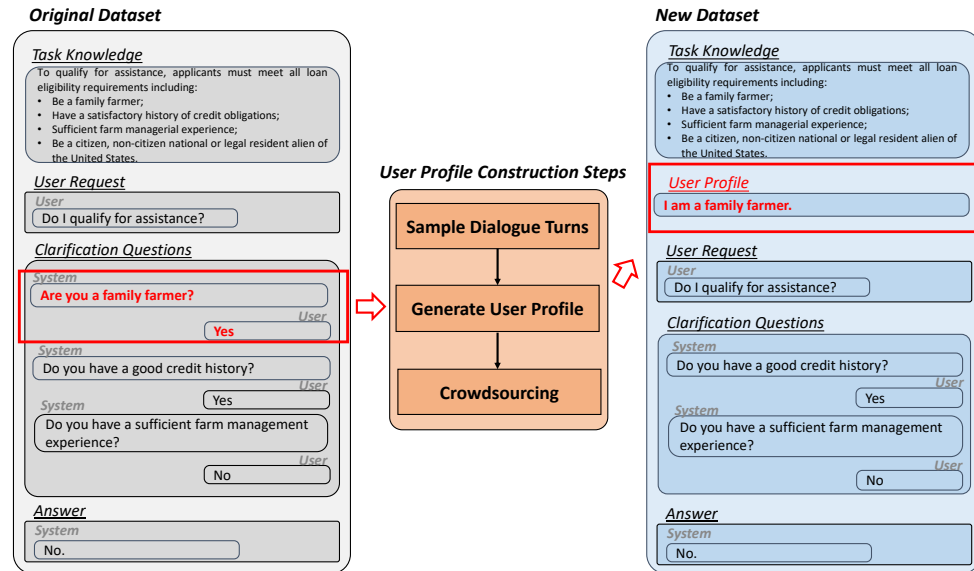 Original Dataset
Task Knowledge
To qualify for assistance, applicants must meet all loan
eligibility requirements including:
• Be a family farmer;
• Have a satisfactory history of credit obligations;
• Sufficient farm managerial experience;
• Be a citizen, non-citizen national or legal resident alien of
the United States.
User Request
User
Do I qualify for assistance?
Clarification Questions
System
Are you a family farmer?
User
Yes
System
Do you have a good credit history?
User
Yes
System
Do you have a sufficient farm management
experience?
User
No
Answer
System
No.
User Profile Construction Steps
Sample Dialogue Turns
Generate User Profile
Crowdsourcing
New Dataset
Task Knowledge
To qualify for assistance, applicants must meet all loan
eligibility requirements including:
• Be a family farmer;
• Have a satisfactory history of credit obligations;
• Sufficient farm managerial experience;
• Be a citizen, non-citizen national or legal resident alien
of the United States.
User Profile
I am a family farmer.
User Request
User
Do I qualify for assistance?
Clarification Questions
System
Do you have a good credit history?
User
Yes
System
Do you have a sufficient farm management
experience?
User
No
Answer
System
No.